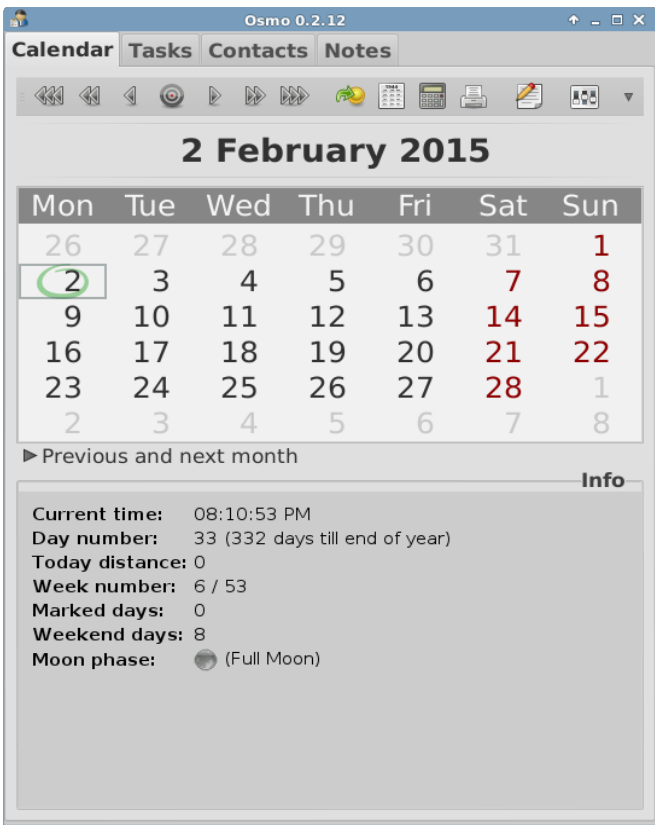 Osmo 0.2.12
Calendar Tasks Contacts Notes
2 February 2015
Mon Tue Wed Thu Fri Sat Sun
26 27 28 29 30 31 1
2 3 4 5 6 7 8
9 10 11 12 13 14 15
16 17 18 19 20 21 22
23 24 25 26 27 28 1
2 3 4 5 6 7 8
Previous and next month
Info
Current time: 08:10:53 PM
Day number: 33 (332 days till end of year)
Today distance: 0
Week number: 6 / 53
Marked days: 0
Weekend days: 8
Moon phase: (Full Moon)